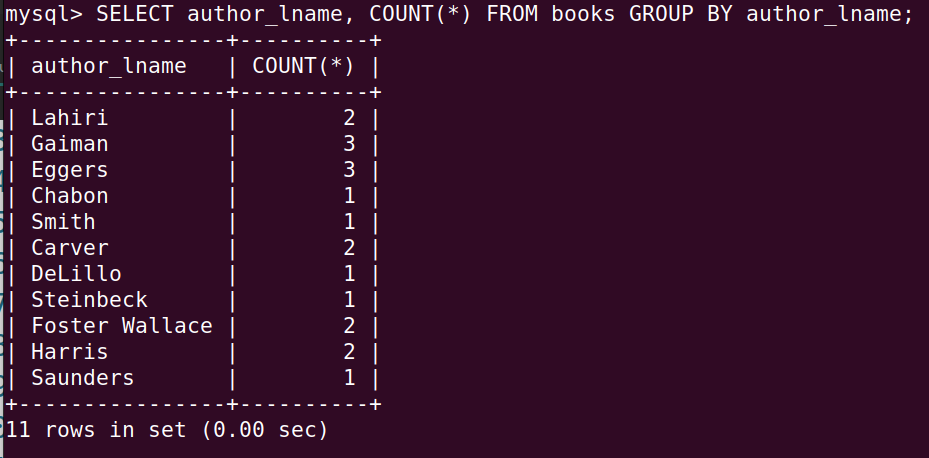 mysql> SELECT author_lname, COUNT(*) FROM books GROUP BY author_lname;
+----------------+----------+
| author_lname   | COUNT(*) |
+----------------+----------+
| Lahiri         |        2 |
| Gaiman         |        3 |
| Eggers         |        3 |
| Chabon         |        1 |
| Smith          |        1 |
| Carver         |        2 |
| DeLillo        |        1 |
| Steinbeck      |        1 |
| Foster Wallace |        2 |
| Harris         |        2 |
| Saunders       |        1 |
+----------------+----------+
11 rows in set (0.00 sec)